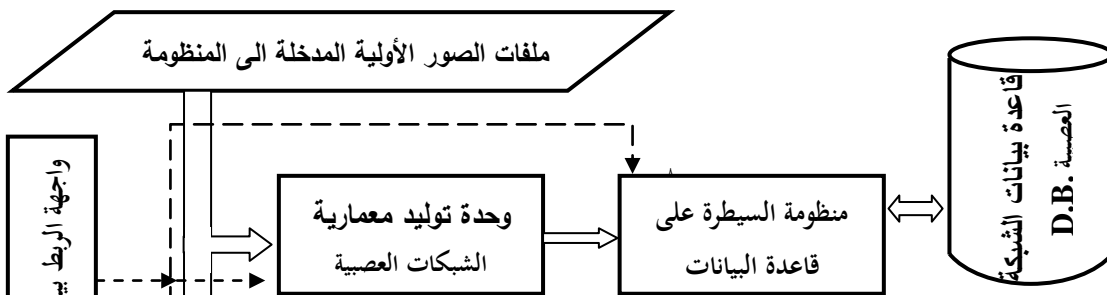 ملفات الصور الأولية المدخلة الى المنظومة
قاعدة بيانات الشبكة
العصبية D.B.
منظومة السيطرة على
قاعدة البيانات
وحدة توليد معمارية
الشبكات العصبية
واجهة الربط